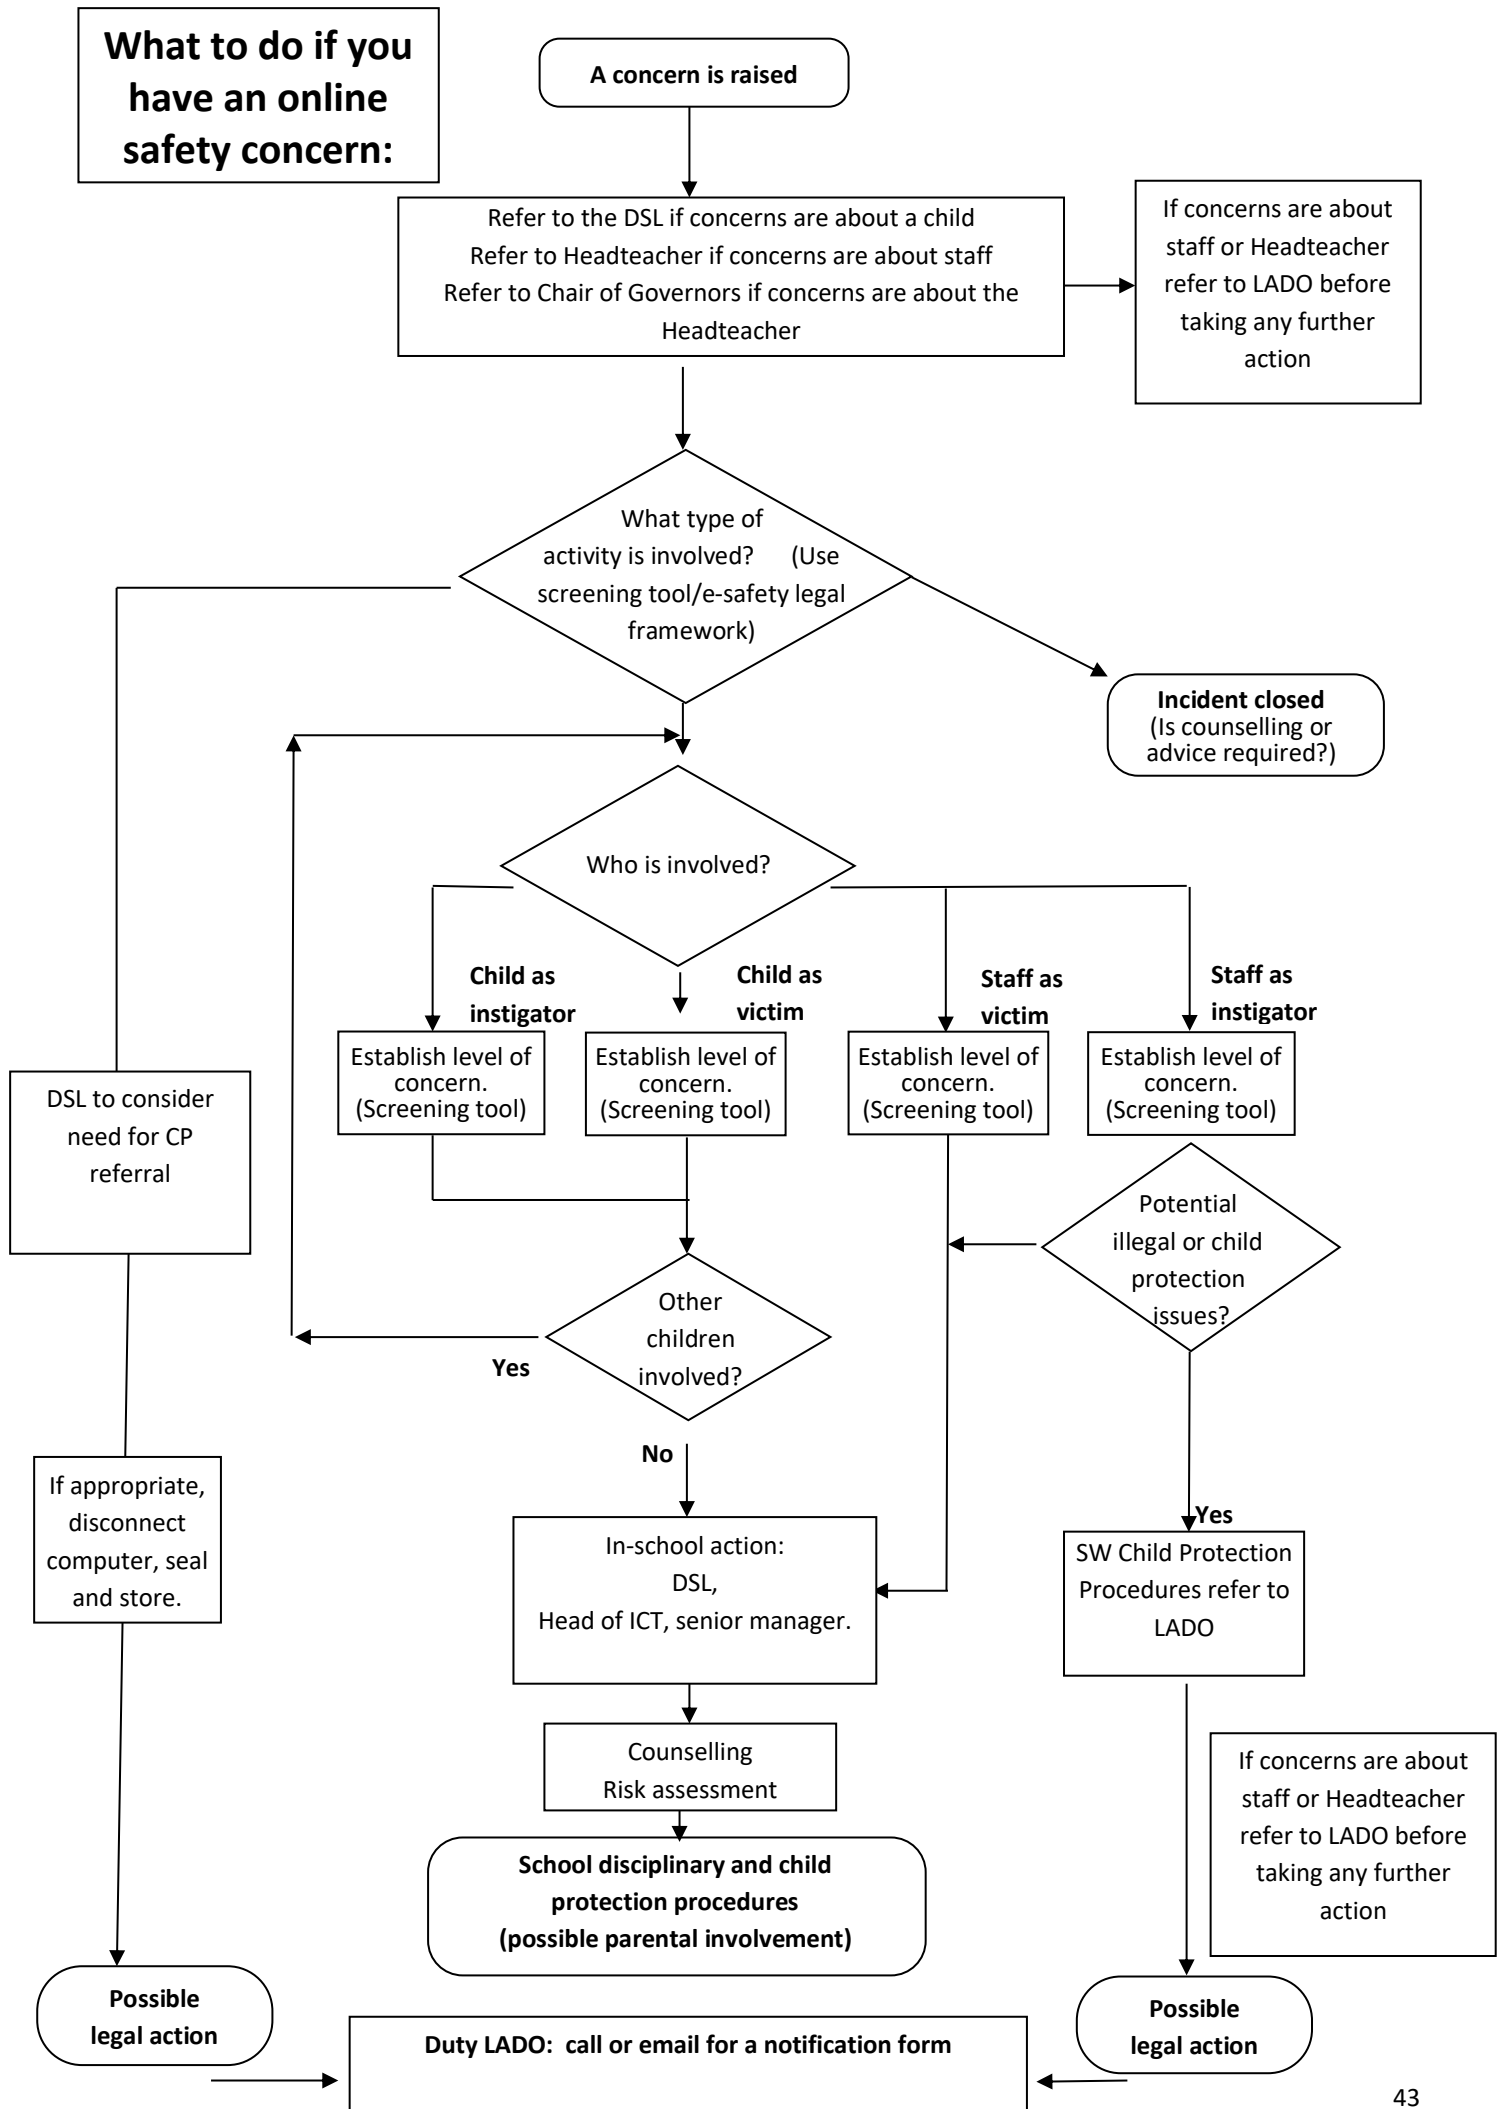 What to do if you
have an online
safety concern:
A concern is raised
Refer to the DSL if concerns are about a child
Refer to Headteacher if concerns are about staff
Refer to Chair of Governors if concerns are about the
Headteacher
If concerns are about
staff or Headteacher
refer to LADO before
taking any further
action
What type of
activity is involved? (Use
screening tool/e-safety legal
framework)
Incident closed
(Is counselling or
advice required?)
Who is involved?
Child as
instigator
Child as
victim
Staff as
victim
Staff as
instigator
Establish level of
concern.
(Screening tool)
Establish level of
concern.
(Screening tool)
Establish level of
concern.
(Screening tool)
Establish level of
concern.
(Screening tool)
DSL to consider
need for CP
referral
Potential
illegal or child
protection
issues?
Other
children
involved?
Yes
No
If appropriate,
disconnect
computer, seal
and store.
In-school action:
DSL,
Head of ICT, senior manager.
Yes
SW Child Protection
Procedures refer to
LADO
Counselling
Risk assessment
If concerns are about
staff or Headteacher
refer to LADO before
taking any further
action
School disciplinary and child
protection procedures
(possible parental involvement)
Possible
legal action
Possible
legal action
Duty LADO:  call or email for a notification form
43